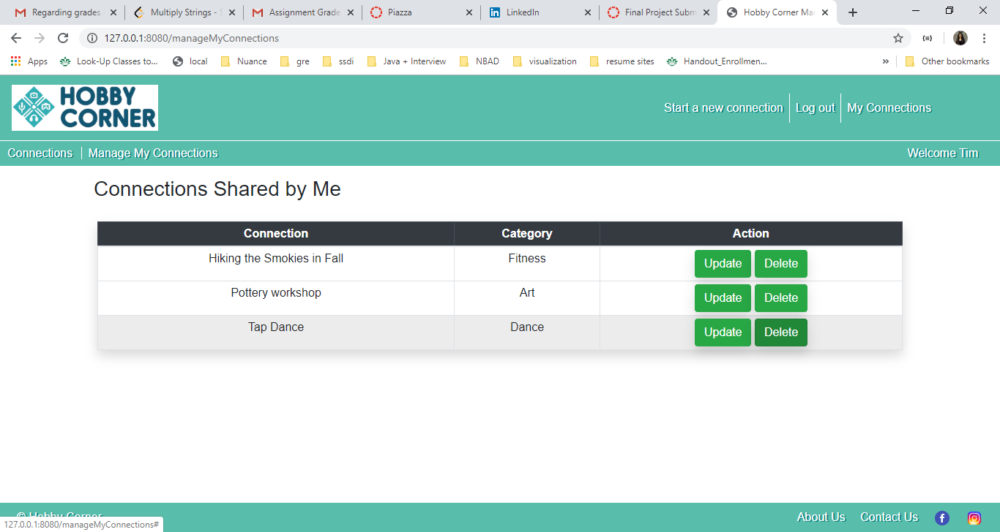 Regarding grades
Multiply Strings -
Assignment Grade
Piazza
LinkedIn
Final Project Subm
Hobby Corner Ma
127.0.0.1:8080/manageMyConnections
Apps
Look-Up Classes to...
local
Nuance
gre
ssdi
Java + Interview
NBAD
visualization
resume sites
Handout_Enrollmen...
»
Other bookmarks
HOBBY
CORNER
Start a new connection
Log out
My Connections
Connections
Manage My Connections
Welcome Tim
Connections Shared by Me
Connection Category Action
Hiking the Smokies in Fall Fitness Update Delete
Pottery workshop Art Update Delete
Tap Dance Dance Update Delete
© Hobby Corner
About Us
Contact Us
127.0.0.1:8080/manageMyConnections#